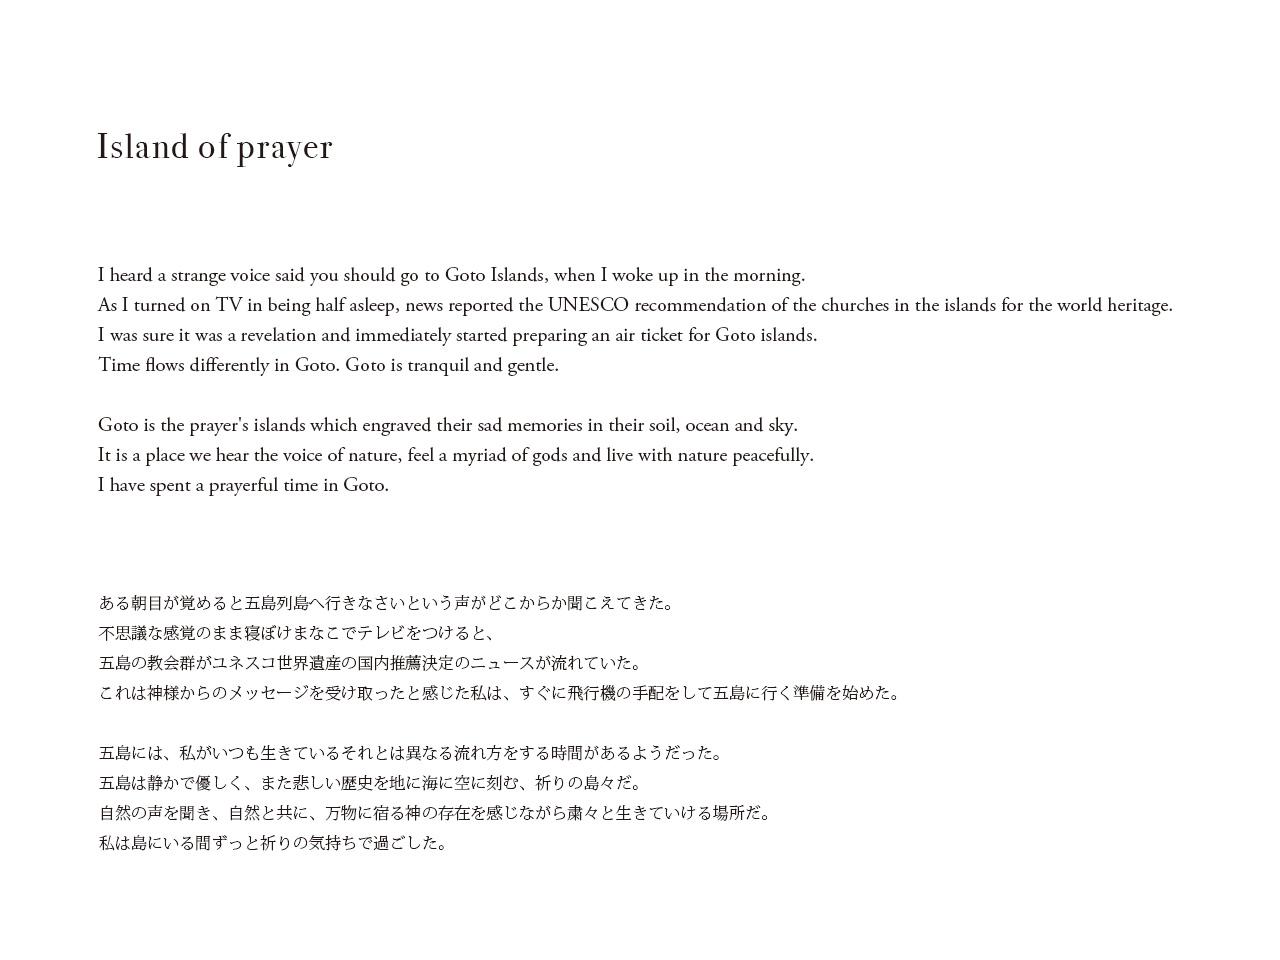 Island of prayer
I heard a strange voice said you should go to Goto Islands, when I woke up in the morning.
As I turned on TV in being half asleep, news reported the UNESCO recommendation of the churches in the islands for the world heritage.
I was sure it was a revelation and immediately started preparing an air ticket for Goto islands.
Time flows differently in Goto. Goto is tranquil and gentle.
Goto is the prayer's islands which engraved their sad memories in their soil, ocean and sky.
It is a place we hear the voice of nature, feel a myriad of gods and live with nature peacefully.
I have spent a prayerful time in Goto.
ある朝目が覚めると五島列島へ行きなさいという声がどこからか聞こえてきた。
不思議な感覚のまま寝ぼけまなこでテレビをつけると、
五島の教会群がユネスコ世界遺産の国内推薦決定のニュースが流れていた。
これは神様からのメッセージを受け取ったと感じた私は、すぐに飛行機の手配をして五島に行く準備を始めた。
五島には、私がいつも生きているそれとは異なる流れ方をする時間があるようだった。
五島は静かで優しく、また悲しい歴史を地に海に空に刻む、祈りの島々だ。
自然の声を聞き、自然と共に、万物に宿る神の存在を感じながら粛々と生きていける場所だ。
私は島にいる間ずっと祈りの気持ちで過ごした。